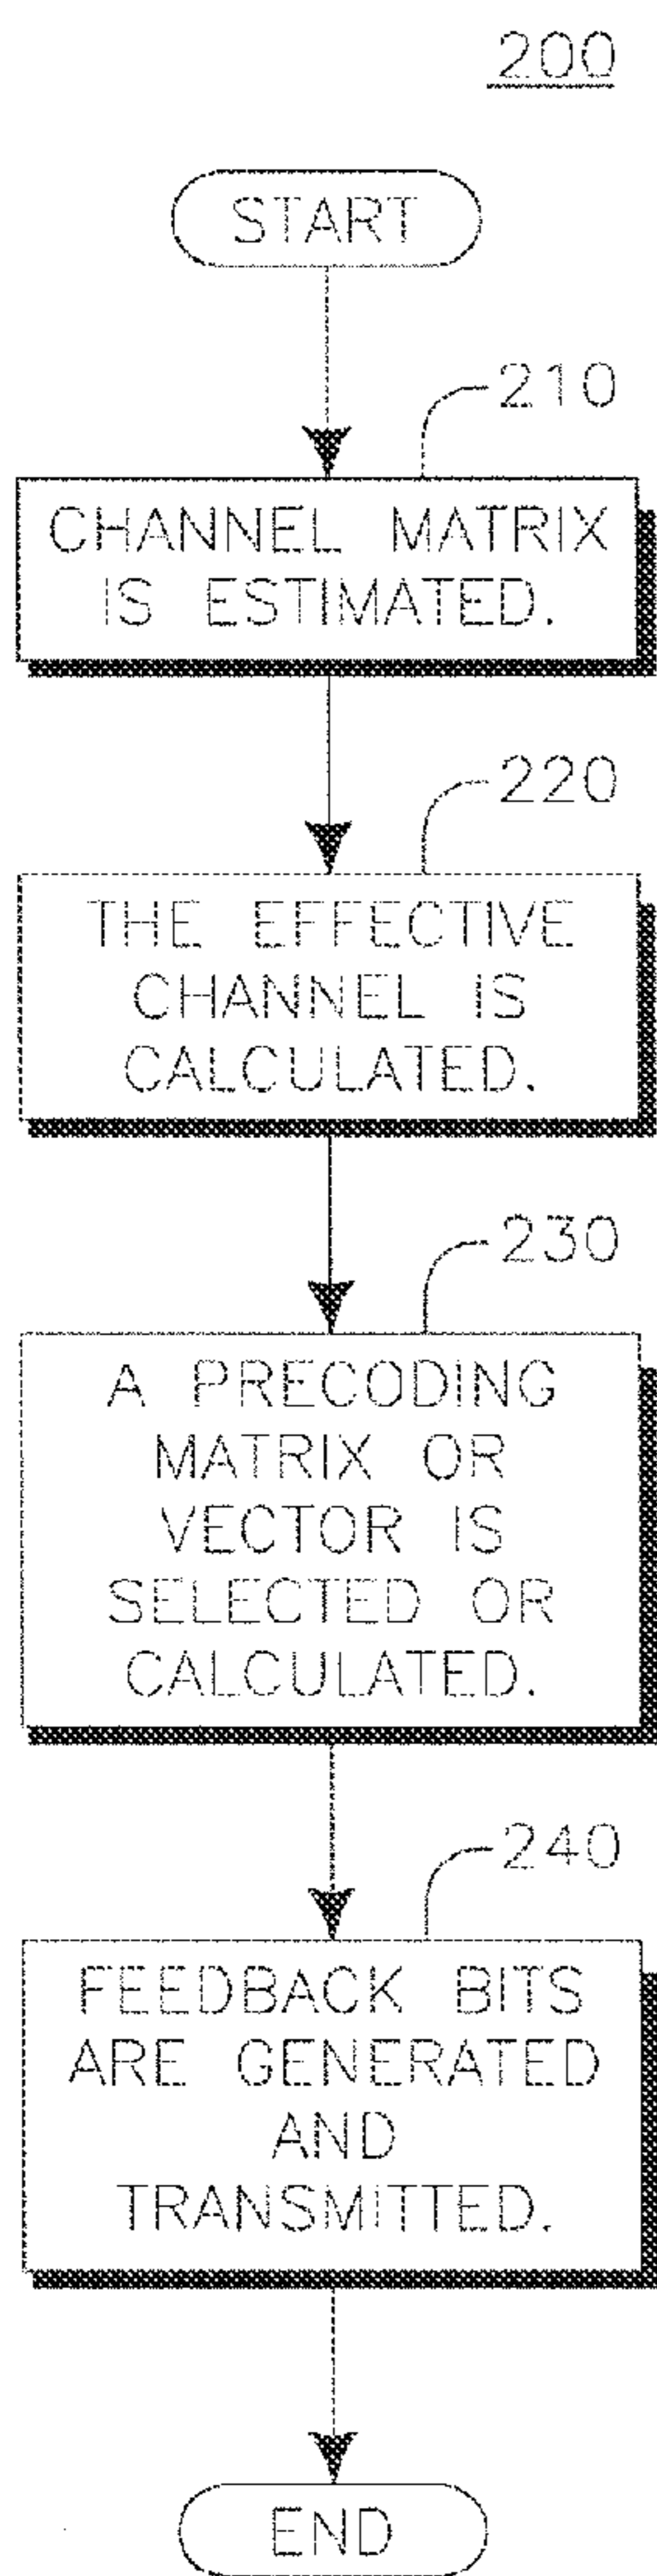 200
START
210
CHANNEL MATRIX
IS ESTIMATED.
220
THE EFFECTIVE
CHANNEL IS
CALCULATED.
230
A PRECODING
MATRIX OR
VECTOR IS
SELECTED OR
CALCULATED.
240
FEEDBACK BITS
ARE GENERATED
AND
TRANSMITTED.
END